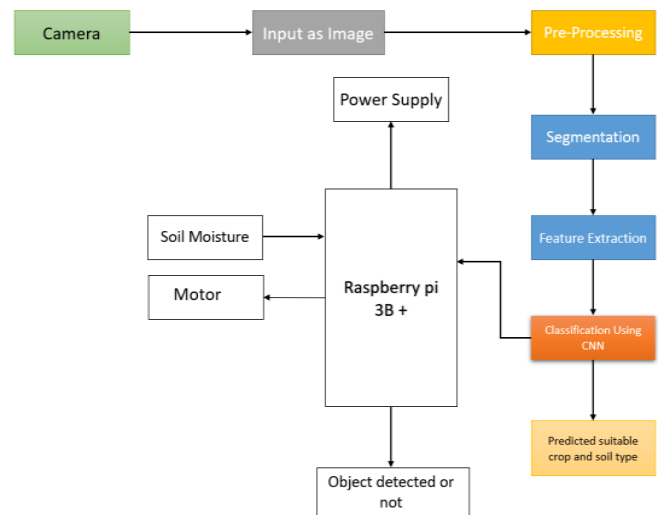 Camera
Input as Image
Pre-Processing
Power Supply
Segmentation
Soil Moisture
Feature Extraction
Motor
Raspberry pi
3B +
Classification Using
CNN
Predicted suitable
crop and soil type
Object detected or
not